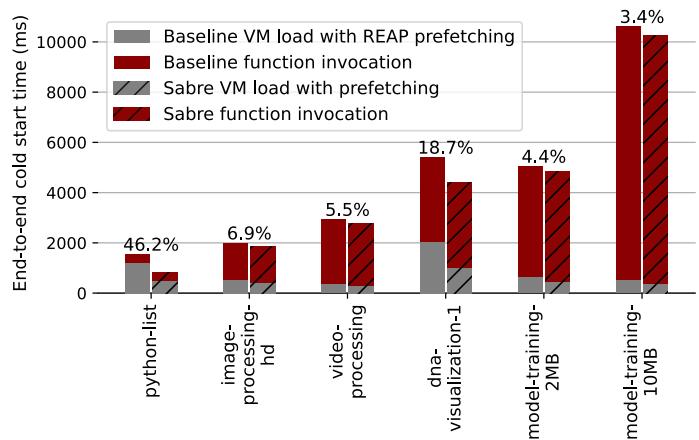 End-to-end cold start time (ms)
10000
8000
6000
4000
2000
0
Baseline VM load with REAP prefetching
Baseline function invocation
Sabre VM load with prefetching
Sabre function invocation
46.2%
6.9%
5.5%
18.7%
4.4%
3.4%
python-list
image-
processing-
hd
video-
processing
dna-
visualization-1
model-training-
2MB
model-training-
10MB